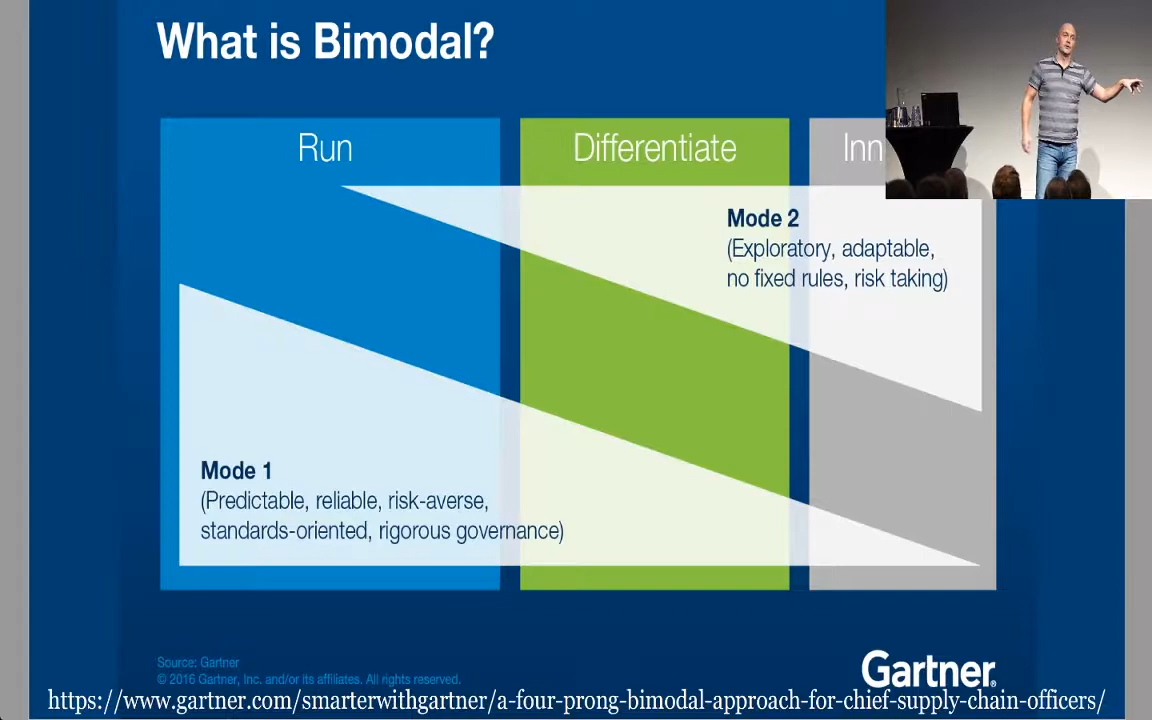 What is Bimodal?
Run
Differentiate
Inn
Mode 2
(Exploratory, adaptable,
no fixed rules, risk taking)
Mode 1
(Predictable, reliable, risk-averse,
standards-oriented, rigorous governance)
Source: Gartner
© 2016 Gartner, Inc. and/or its affiliates. All rights reserved.
Gartner®
https://www.gartner.com/smarterwithgartner/a-four-prong-bimodal-approach-for-chief-supply-chain-officers/